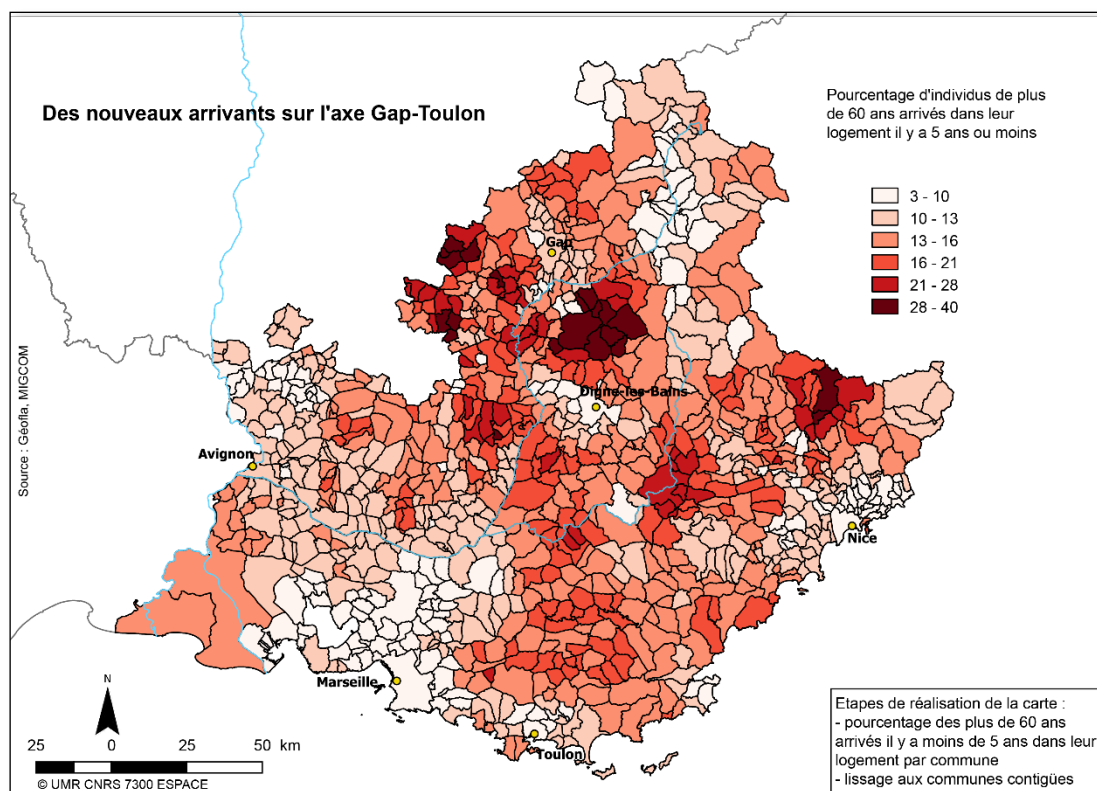 Des nouveaux arrivants sur l'axe Gap-Toulon
Pourcentage d'individus de plus
de 60 ans arrivés dans leur
logement il y a 5 ans ou moins
3 - 10
10 - 13
13 - 16
16 - 21
21 - 28
28 - 40
Gap
Digne-les-Bains
Avignon
Nice
Marseille
Toulon
Source : Géofla, MIGCOM
N
25 0 25 50 km
© UMR CNRS 7300 ESPACE
Etapes de réalisation de la carte :
- pourcentage des plus de 60 ans
arrivés il y a moins de 5 ans dans leur
logement par commune
- lissage aux communes contigües